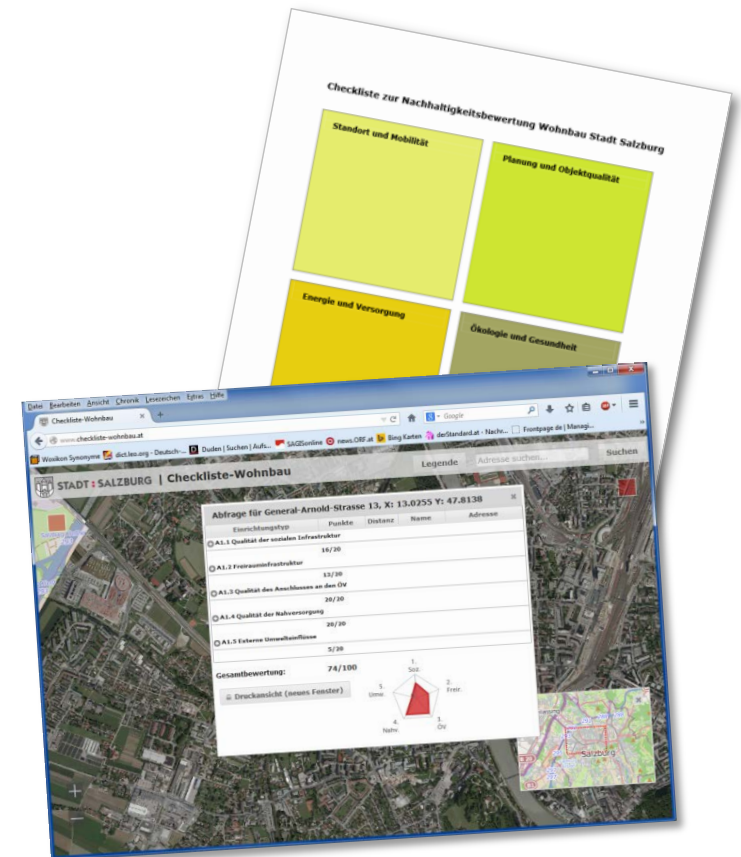 Checkliste zur Nachhaltigkeitsbewertung Wohnbau Stadt Salzburg
Standort und Mobilität
Planung und Objektqualität
Energie und Versorgung
Ökologie und Gesundheit
Datei Bearbeiten Ansicht Chronik Lesezeichen Extras Hilfe
Checkliste-Wohnbau
www.checkliste-wohnbau.at
Google
Woxikon Synonyme dict.leo.org - Deutsch-... Duden | Suchen | Aufs... SAGISonline news.ORF.at Bing Karten derStandard.at - Nachr... Frontpage de | Managi...
STADT : SALZBURG | Checkliste-Wohnbau
Legende Adresse suchen... Suchen
Abfrage für General-Arnold-Strasse 13, X: 13.0255 Y: 47.8138
Einrichtungstyp Punkte Distanz Name Adresse
A1.1 Qualität der sozialen Infrastruktur
16/20
A1.2 Freirauminfrastruktur
13/20
A1.3 Qualität des Anschlusses an den ÖV
20/20
A1.4 Qualität der Nahversorgung
20/20
A1.5 Externe Umwelteinflüsse
5/20
Gesamtbewertung: 74/100
Druckansicht (neues Fenster)
1. Soz.
2. Freir.
3. ÖV
4. Nahv.
5. Umw.
Salzburg